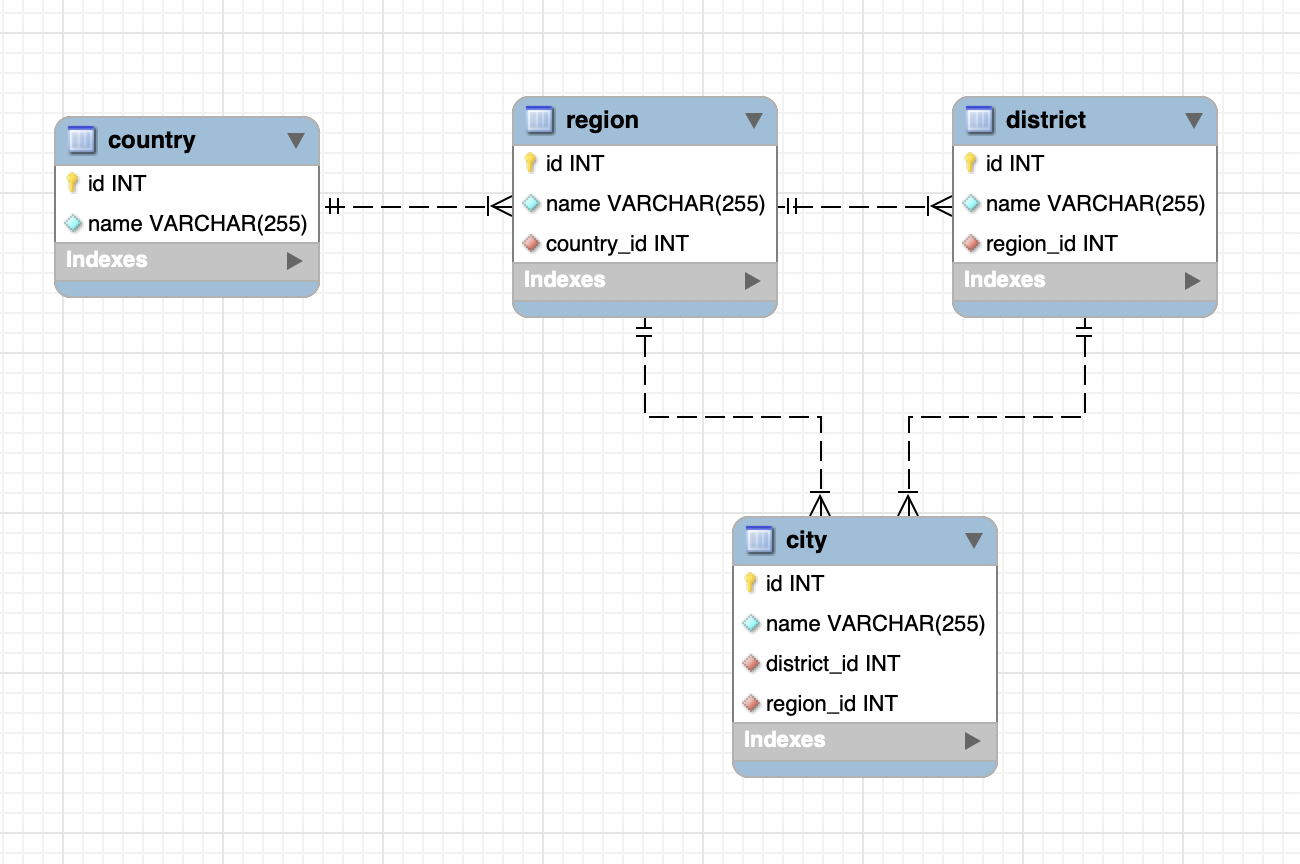 country
id INT
name VARCHAR(255)
Indexes
region
id INT
name VARCHAR(255)
country_id INT
Indexes
district
id INT
name VARCHAR(255)
region_id INT
Indexes
city
id INT
name VARCHAR(255)
district_id INT
region_id INT
Indexes